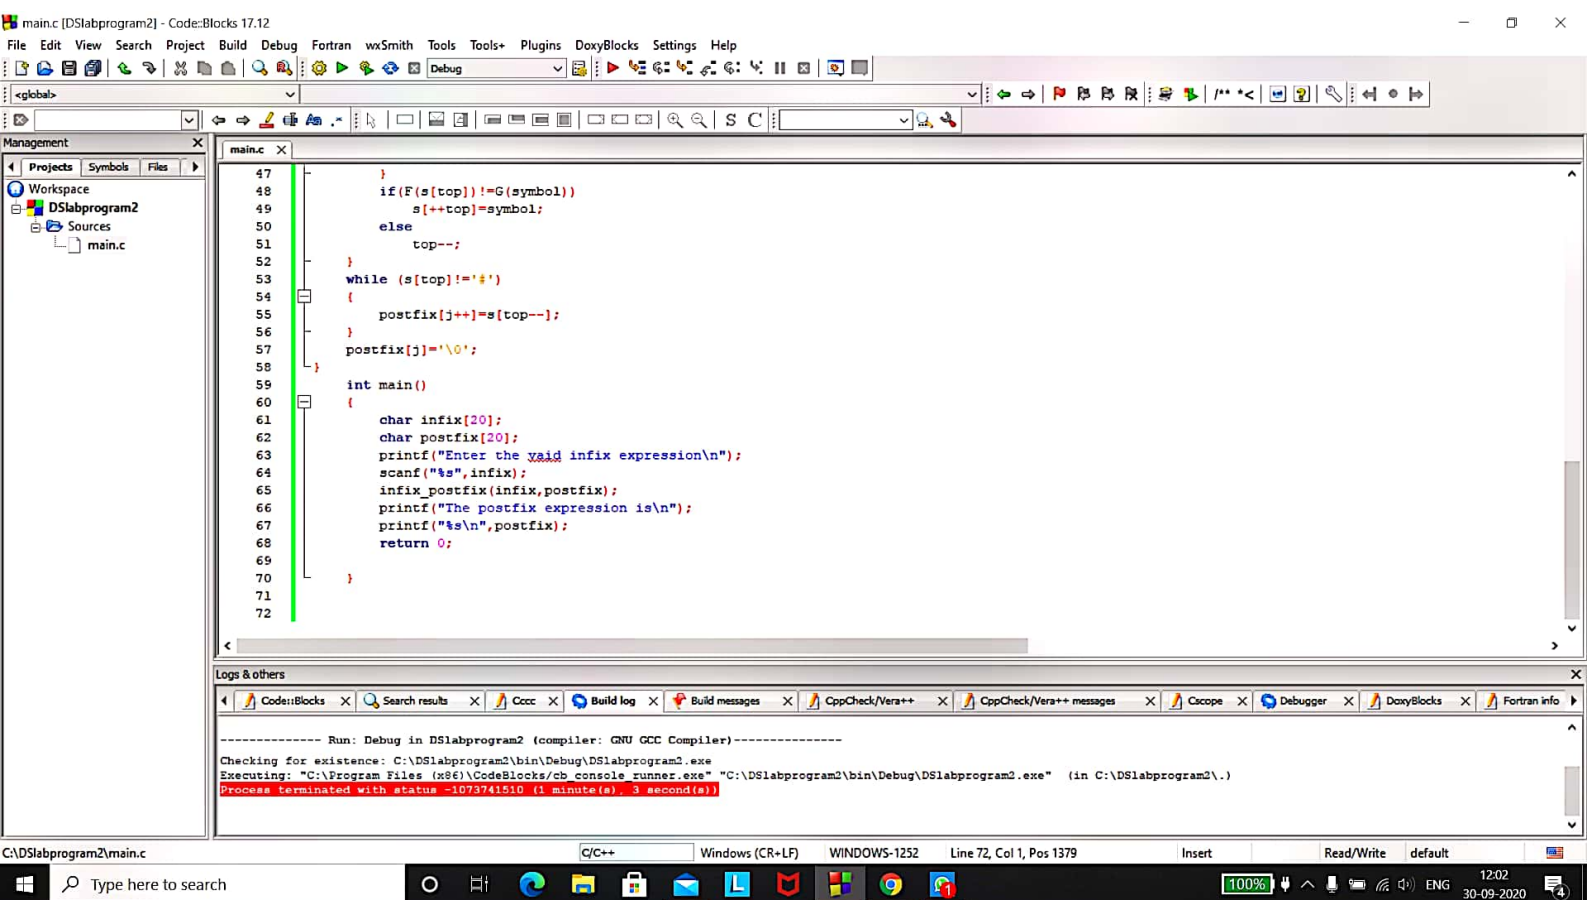 main.c [DSlabprogram2] - Code::Blocks 17.12
File Edit View Search Project Build Debug Fortran wxSmith Tools Tools+ Plugins DoxyBlocks Settings Help
Debug
<global>
/** *<
S C
Management
main.c
Projects Symbols Files
Workspace
DSlabprogram2
Sources
main.c
47 }
48 if(F(s[top])!=G(symbol))
49 s[++top]=symbol;
50 else
51 top--;
52 }
53 while (s[top]!='#')
54 {
55 postfix[j++]=s[top--];
56 }
57 postfix[j]='\0';
58 }
59 int main()
60 {
61 char infix[20];
62 char postfix[20];
63 printf("Enter the vaid infix expression\n");
64 scanf("%s",infix);
65 infix_postfix(infix,postfix);
66 printf("The postfix expression is\n");
67 printf("%s\n",postfix);
68 return 0;
69
70 }
71
72
Logs & others
Code::Blocks Search results Cccc Build log Build messages CppCheck/Vera++ CppCheck/Vera++ messages Cscope Debugger DoxyBlocks Fortran info
-------------- Run: Debug in DSlabprogram2 (compiler: GNU GCC Compiler)---------------
Checking for existence: C:\DSlabprogram2\bin\Debug\DSlabprogram2.exe
Executing: "C:\Program Files (x86)\CodeBlocks/cb_console_runner.exe" "C:\DSlabprogram2\bin\Debug\DSlabprogram2.exe" (in C:\DSlabprogram2\.)
Process terminated with status -1073741510 (1 minute(s), 3 second(s))
C:\DSlabprogram2\main.c C/C++ Windows (CR+LF) WINDOWS-1252 Line 72, Col 1, Pos 1379 Insert Read/Write default
Type here to search
L
1
100%
ENG
12:02
30-09-2020
4